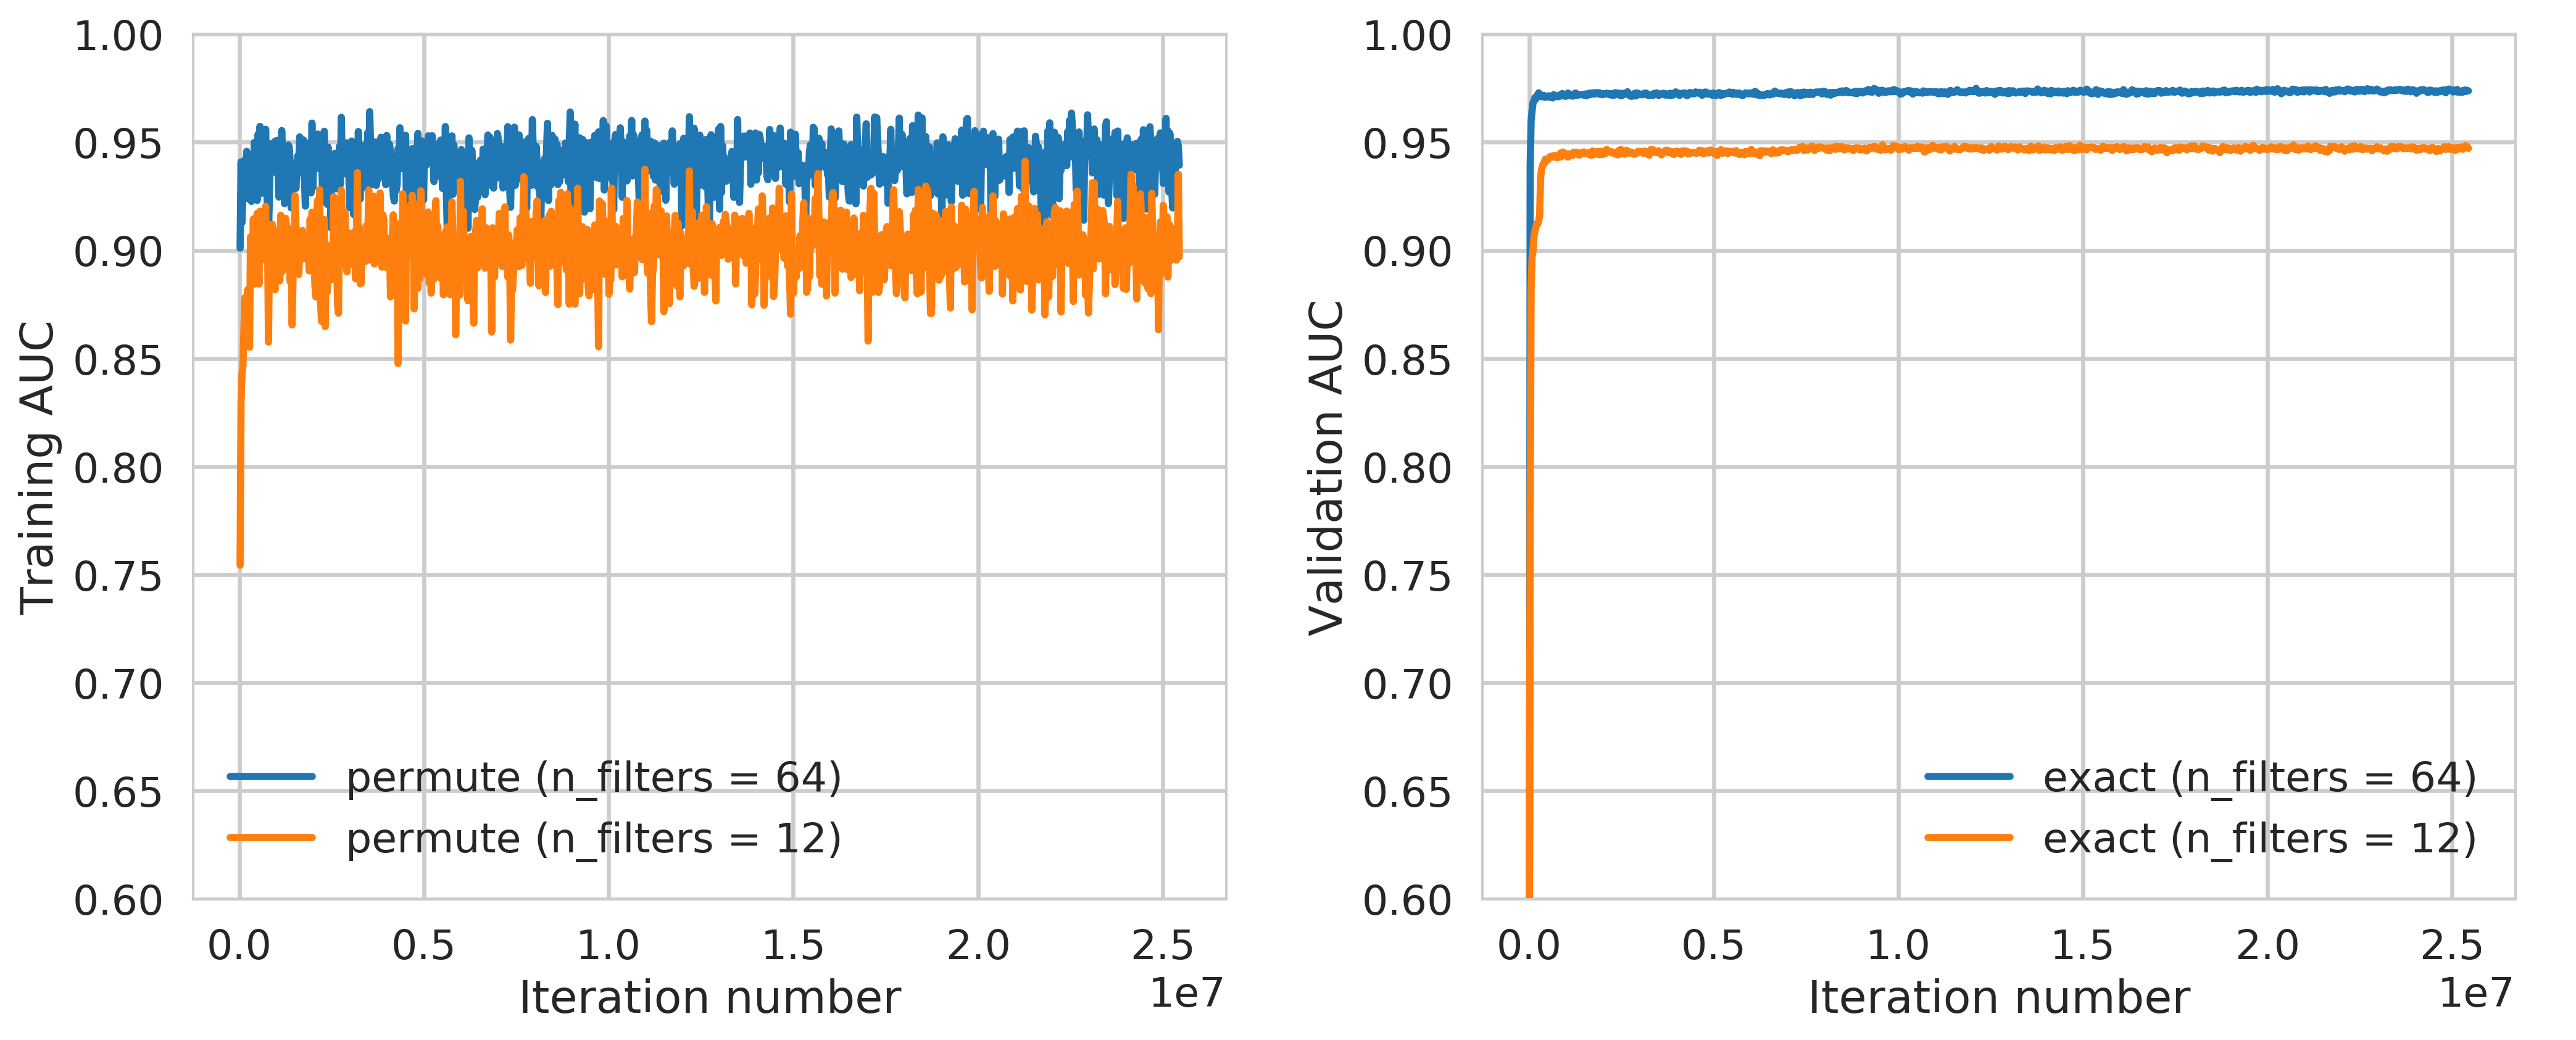 1.00
0.95
0.90
0.85
0.80
0.75
0.70
0.65
0.60
Training AUC
permute (n_filters = 64)
permute (n_filters = 12)
0.0 0.5 1.0 1.5 2.0 2.5
1e7
Iteration number
1.00
0.95
0.90
0.85
0.80
0.75
0.70
0.65
0.60
Validation AUC
exact (n_filters = 64)
exact (n_filters = 12)
0.0 0.5 1.0 1.5 2.0 2.5
1e7
Iteration number